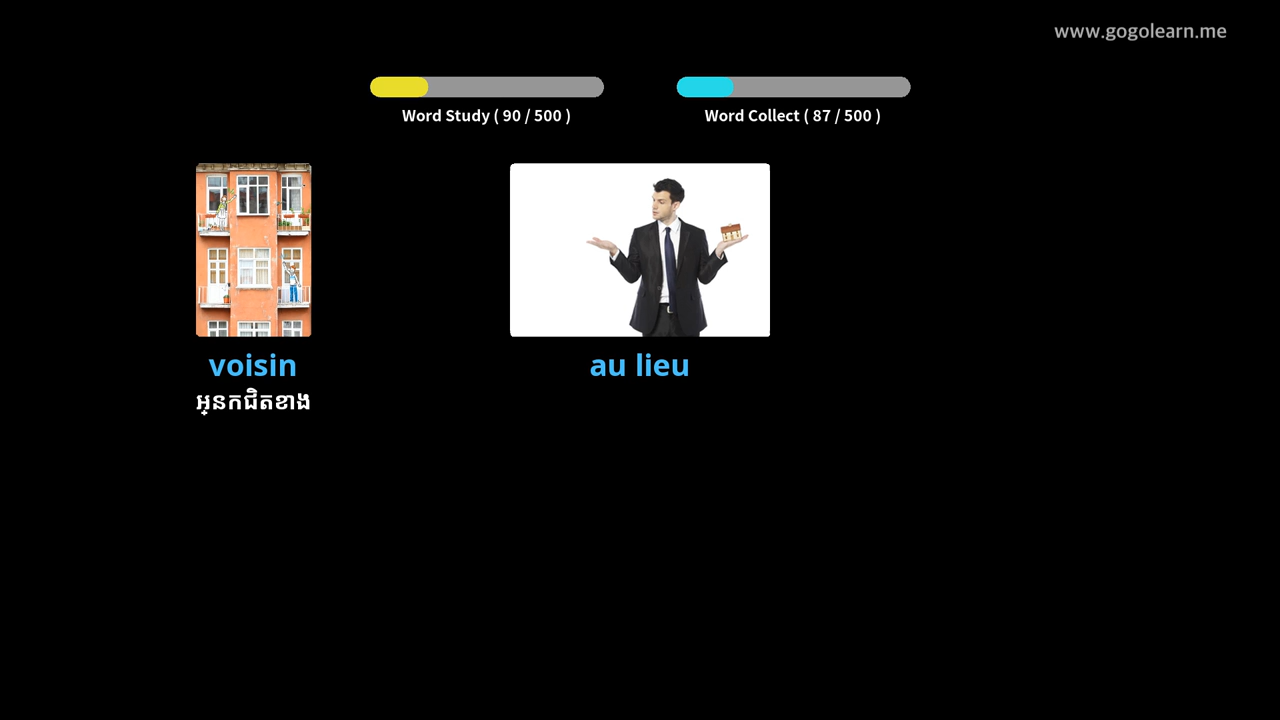 www.gogolearn.me
Word Study ( 90 / 500 )
Word Collect ( 87 / 500 )
voisin
au lieu
អ្នកជិតខាង